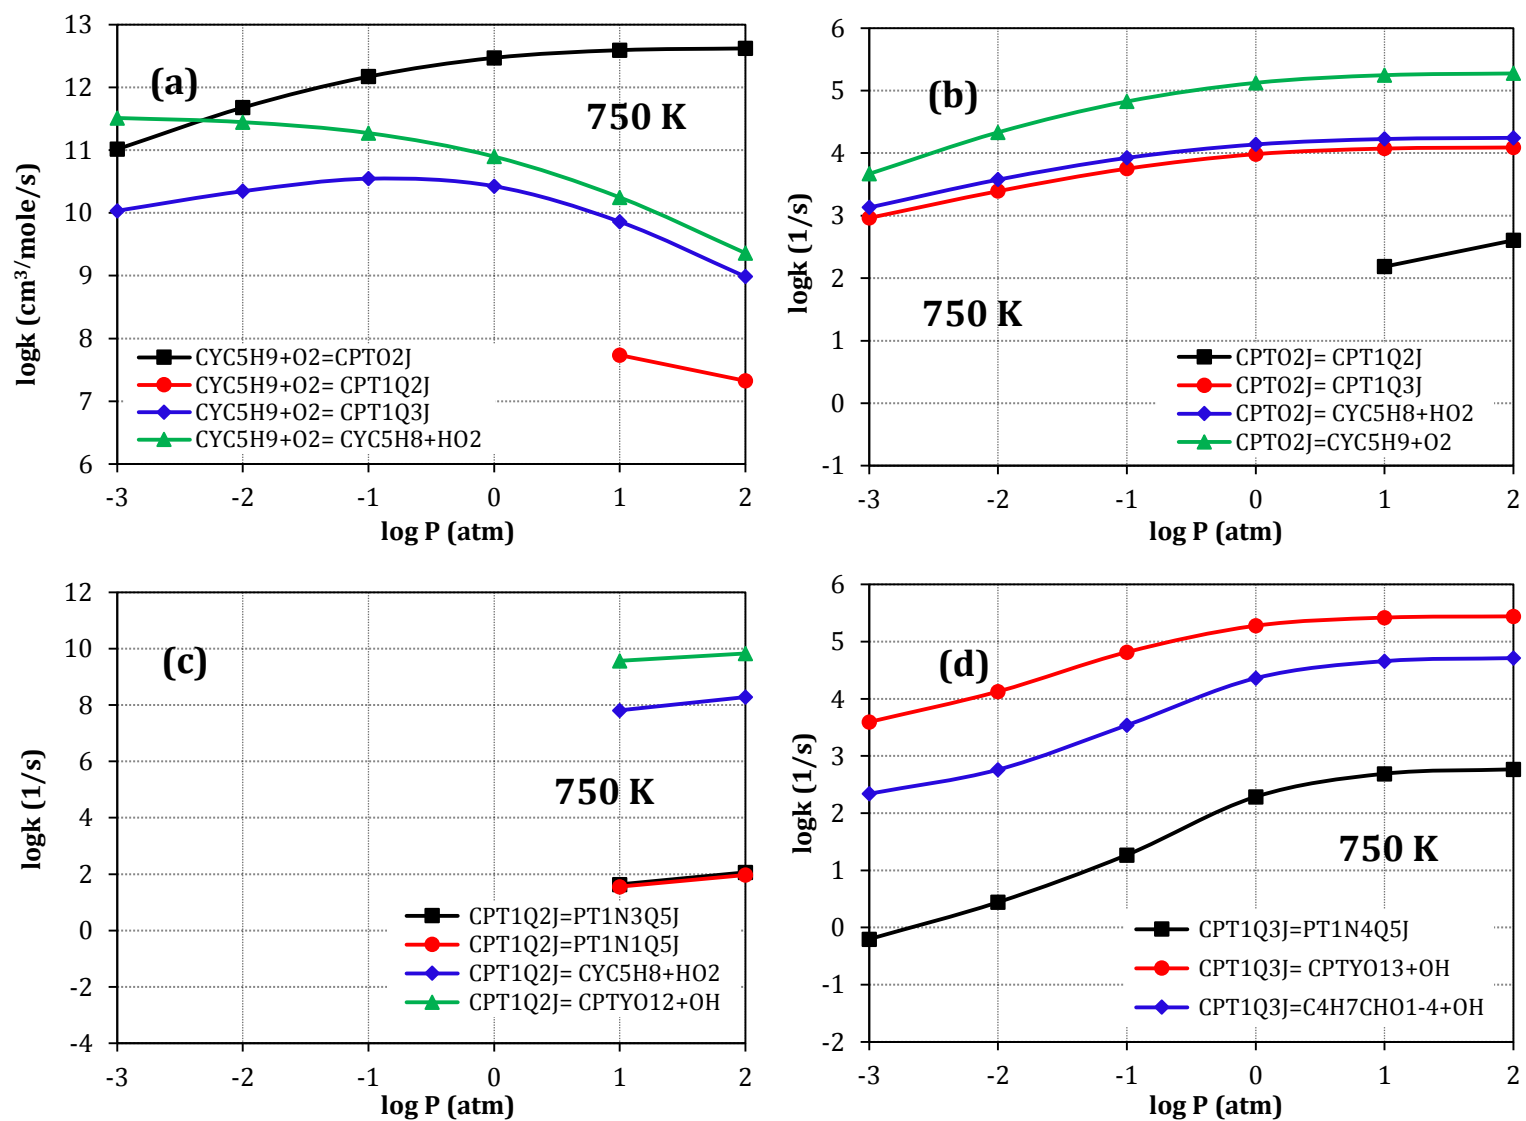 13
12
11
10
9
8
7
6
logk (cm³/mole/s)
(a)
750 K
CYC5H9+O2=CPTO2J
CYC5H9+O2= CPT1Q2J
CYC5H9+O2= CPT1Q3J
CYC5H9+O2= CYC5H8+HO2
-3 -2 -1 0 1 2
log P (atm)
6
5
4
3
2
1
0
-1
logk (1/s)
(b)
750 K
CPTO2J= CPT1Q2J
CPTO2J= CPT1Q3J
CPTO2J= CYC5H8+HO2
CPTO2J=CYC5H9+O2
-3 -2 -1 0 1 2
log P (atm)
12
10
8
6
4
2
0
-2
-4
logk (1/s)
(c)
750 K
CPT1Q2J=PT1N3Q5J
CPT1Q2J=PT1N1Q5J
CPT1Q2J= CYC5H8+HO2
CPT1Q2J= CPTYO12+OH
-3 -2 -1 0 1 2
log P (atm)
6
5
4
3
2
1
0
-1
-2
logk (1/s)
(d)
750 K
CPT1Q3J=PT1N4Q5J
CPT1Q3J= CPTYO13+OH
CPT1Q3J=C4H7CHO1-4+OH
-3 -2 -1 0 1 2
log P (atm)